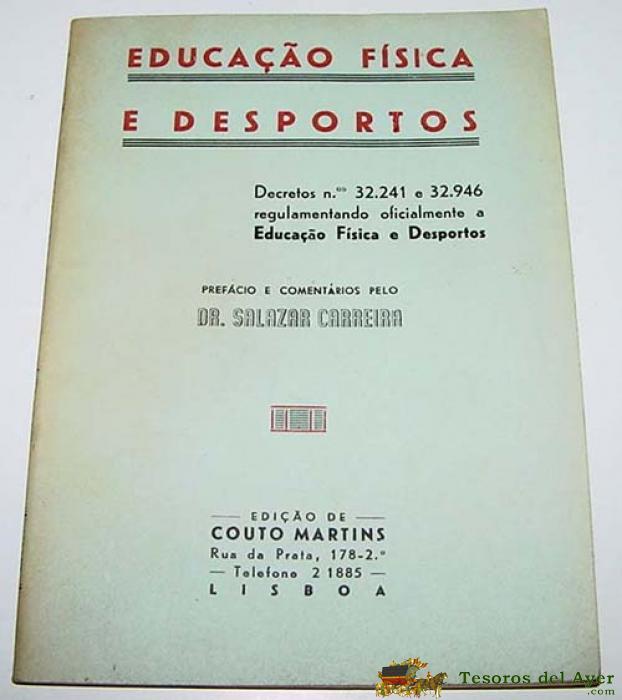 EDUCAÇÃO FÍSICA
E DESPORTOS
Decretos n.ºˢ 32.241 e 32.946
regulamentando oficialmente a
Educação Física e Desportos
PREFÁCIO E COMENTÁRIOS PELO
DR. SALAZAR CARREIRA
— EDIÇÃO DE —
COUTO MARTINS
Rua da Prata, 178-2.º
— Telefone 2 1885 —
LISBOA
Tesoros del Ayer
.com